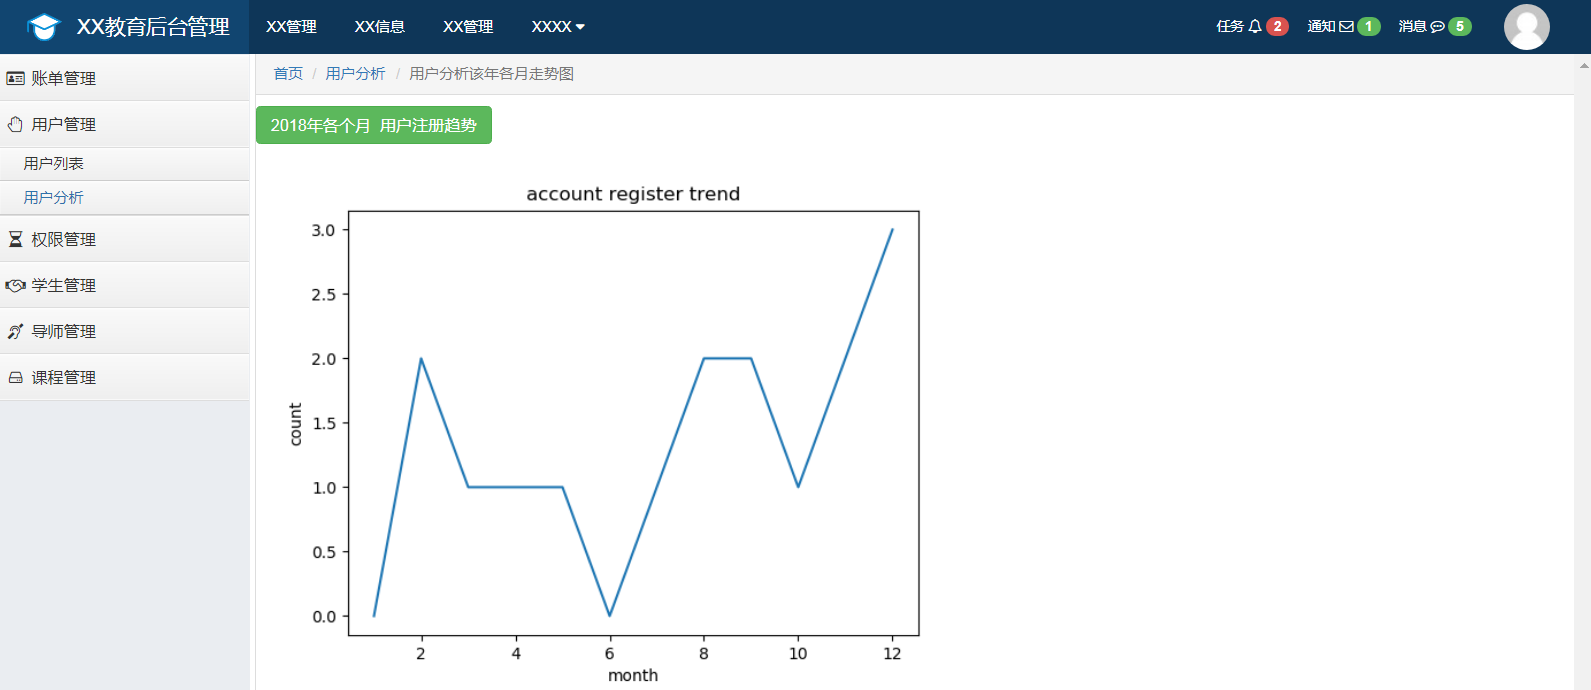 XX教育后台管理 XX管理 XX信息 XX管理 XXXX 任务 2 通知 1 消息 5
账单管理
用户管理
用户列表
用户分析
权限管理
学生管理
导师管理
课程管理
首页 / 用户分析 / 用户分析该年各月走势图
2018年各个月 用户注册趋势
account register trend
3.0
2.5
2.0
1.5
1.0
0.5
0.0
count
2 4 6 8 10 12
month